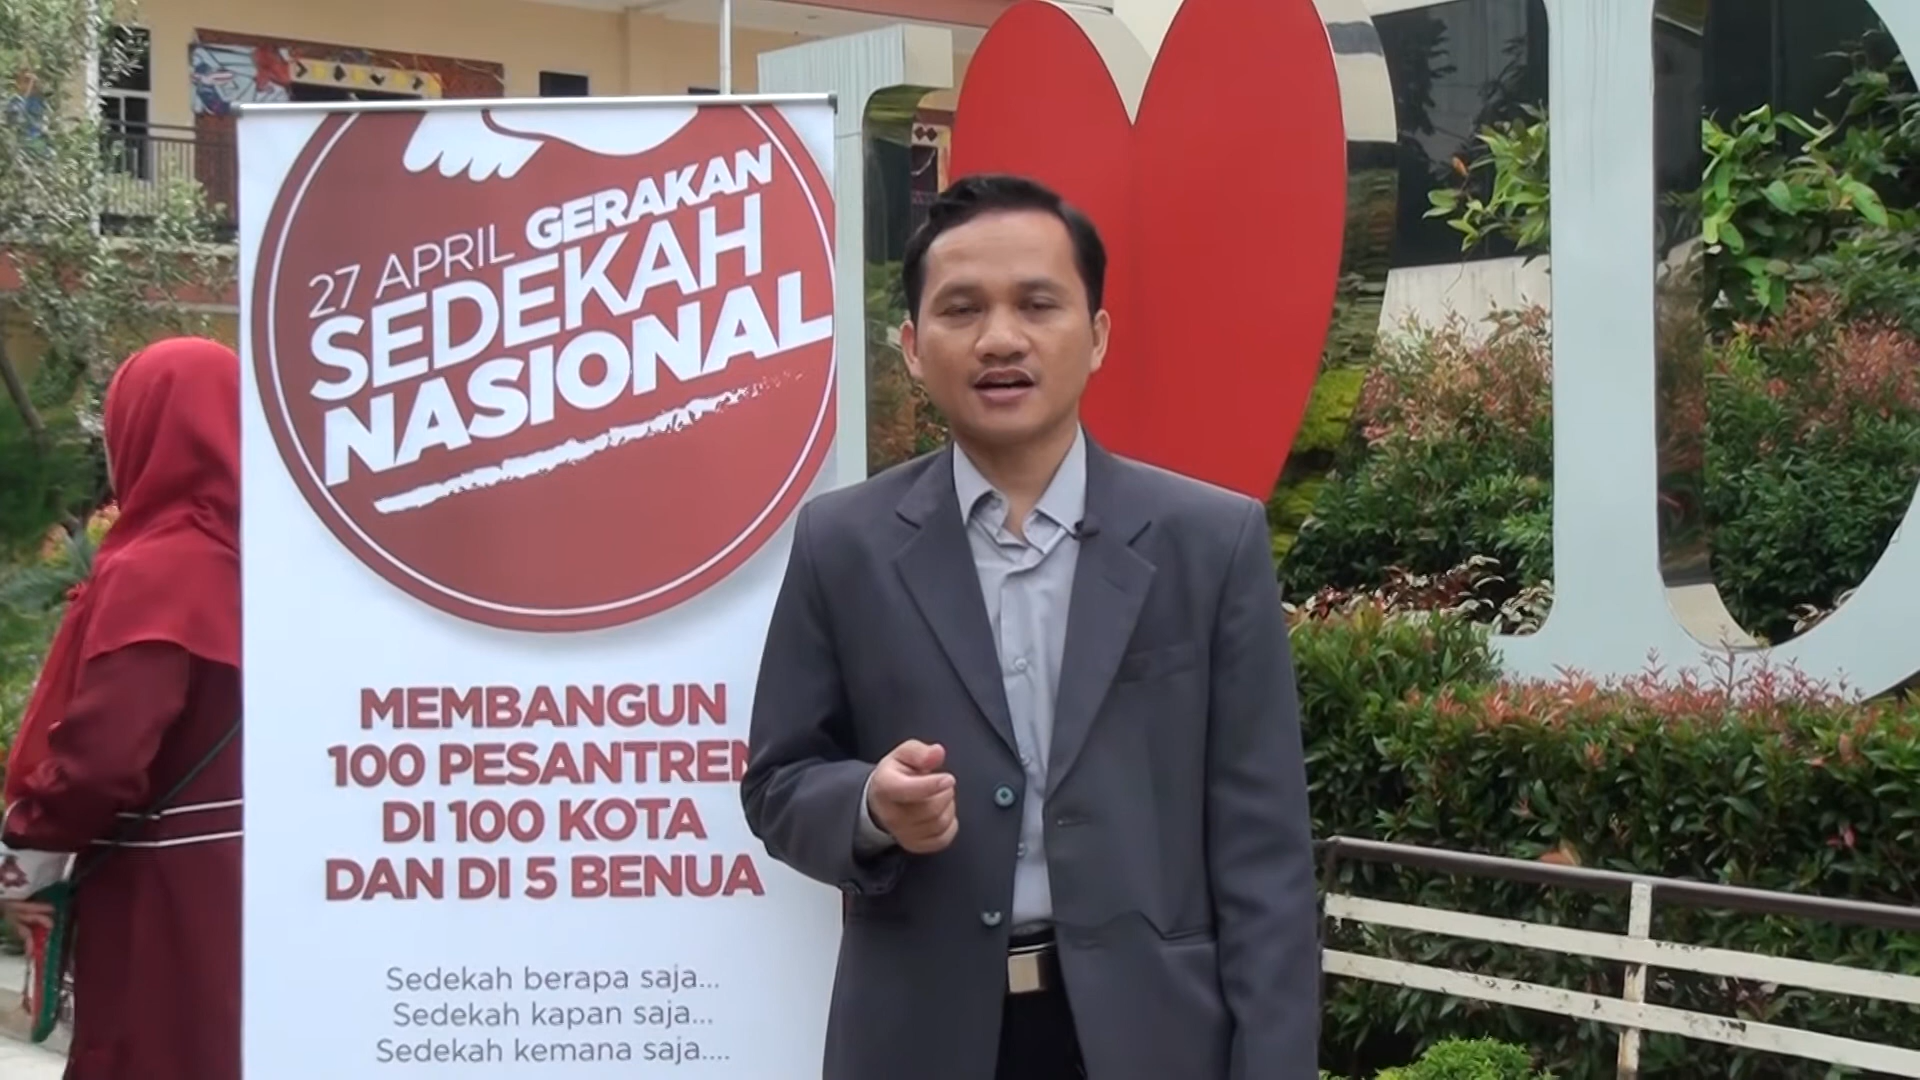 27 APRIL GERAKAN
SEDEKAH
NASIONAL
MEMBANGUN
100 PESANTREN
DI 100 KOTA
DAN DI 5 BENUA
Sedekah berapa saja...
Sedekah kapan saja...
Sedekah kemana saja....
I